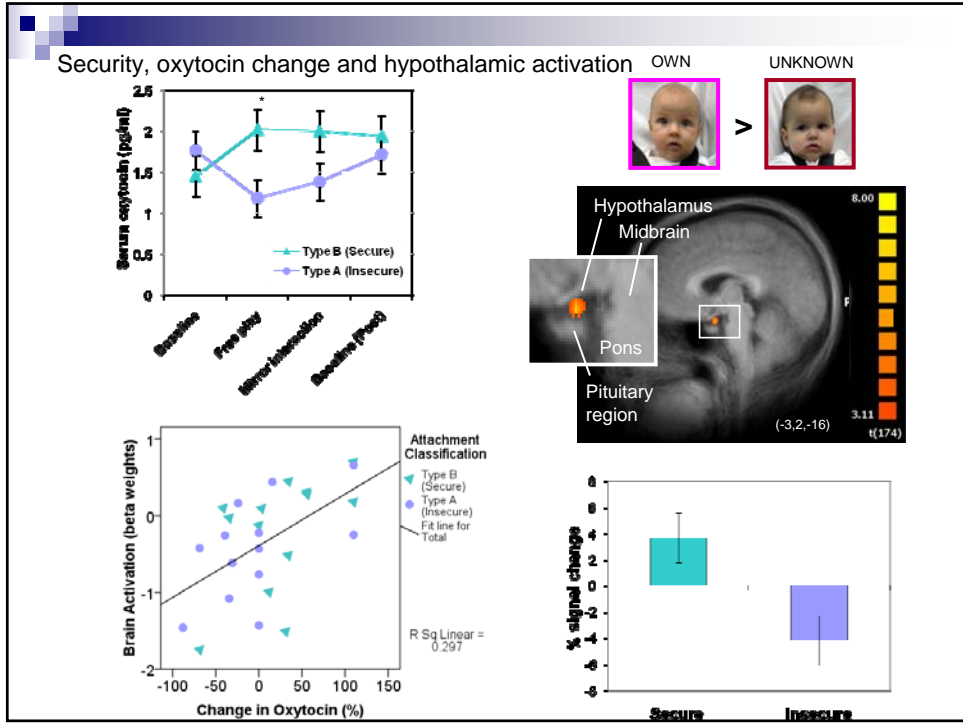 Security, oxytocin change and hypothalamic activation
OWN
UNKNOWN
>
Serum oxytocin (pg/ml)
2.5
2
1.5
1
0.5
0
*
Type B (Secure)
Type A (Insecure)
Baseline
Free play
Mirror interaction
Baseline (Post)
Hypothalamus
Midbrain
Pons
Pituitary
region
8.00
3.11
t(174)
(-3,2,-16)
Brain Activation (beta weights)
1
0
-1
-2
-100
-50
0
50
100
150
Change in Oxytocin (%)
Attachment
Classification
Type B
(Secure)
Type A
(Insecure)
Fit line for
Total
R Sq Linear =
0.297
% signal change
8
6
4
2
0
-2
-4
-6
-8
Secure
Insecure